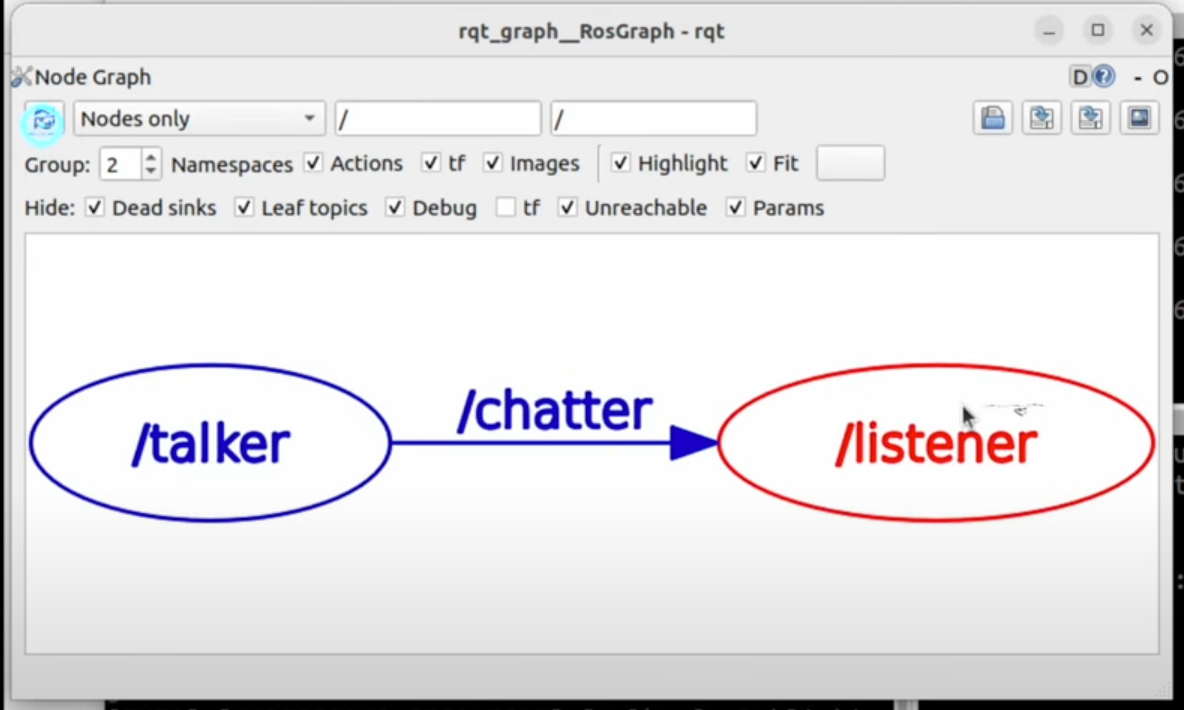 rqt_graph__RosGraph - rqt
Node Graph
D - O
Nodes only / /
Group: 2 Namespaces Actions tf Images Highlight Fit
Hide: Dead sinks Leaf topics Debug tf Unreachable Params
/talker /chatter /listener